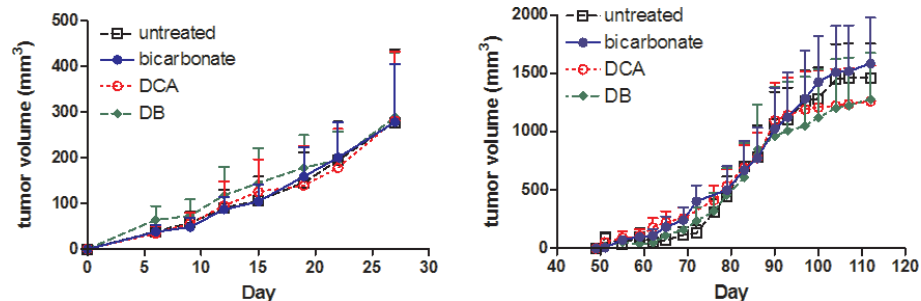 500
400
300
200
100
0
tumor volume (mm³)
untreated
bicarbonate
DCA
DB
0 5 10 15 20 25 30
Day
2000
1500
1000
500
0
tumor volume (mm³)
untreated
bicarbonate
DCA
DB
40 50 60 70 80 90 100 110 120
Day